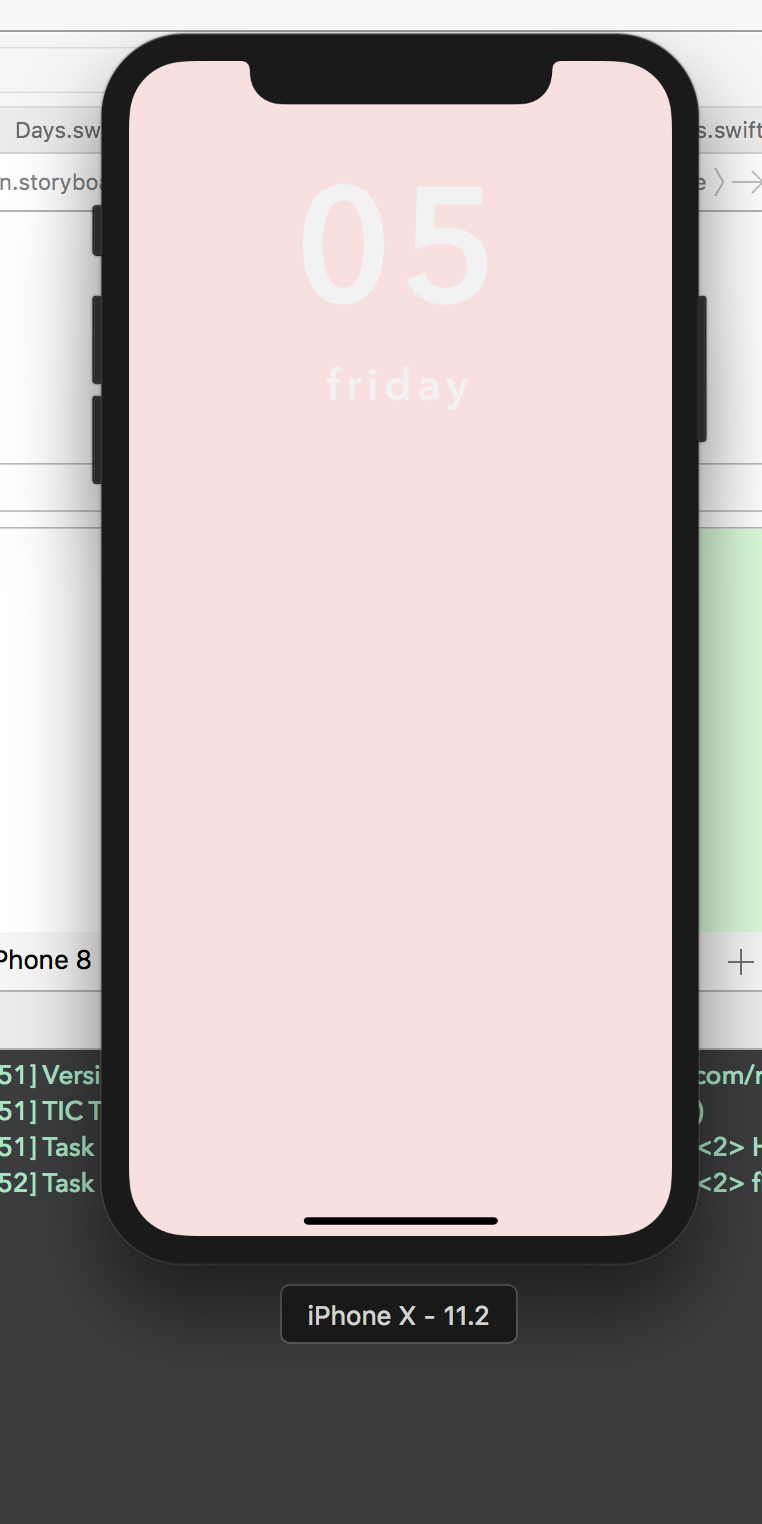 Days.sw
s.swift
n.storyboa
e
05
friday
Phone 8
51] Versi
com/r
51] TIC T
)
51] Task
<2> H
52] Task
<2> f
iPhone X - 11.2